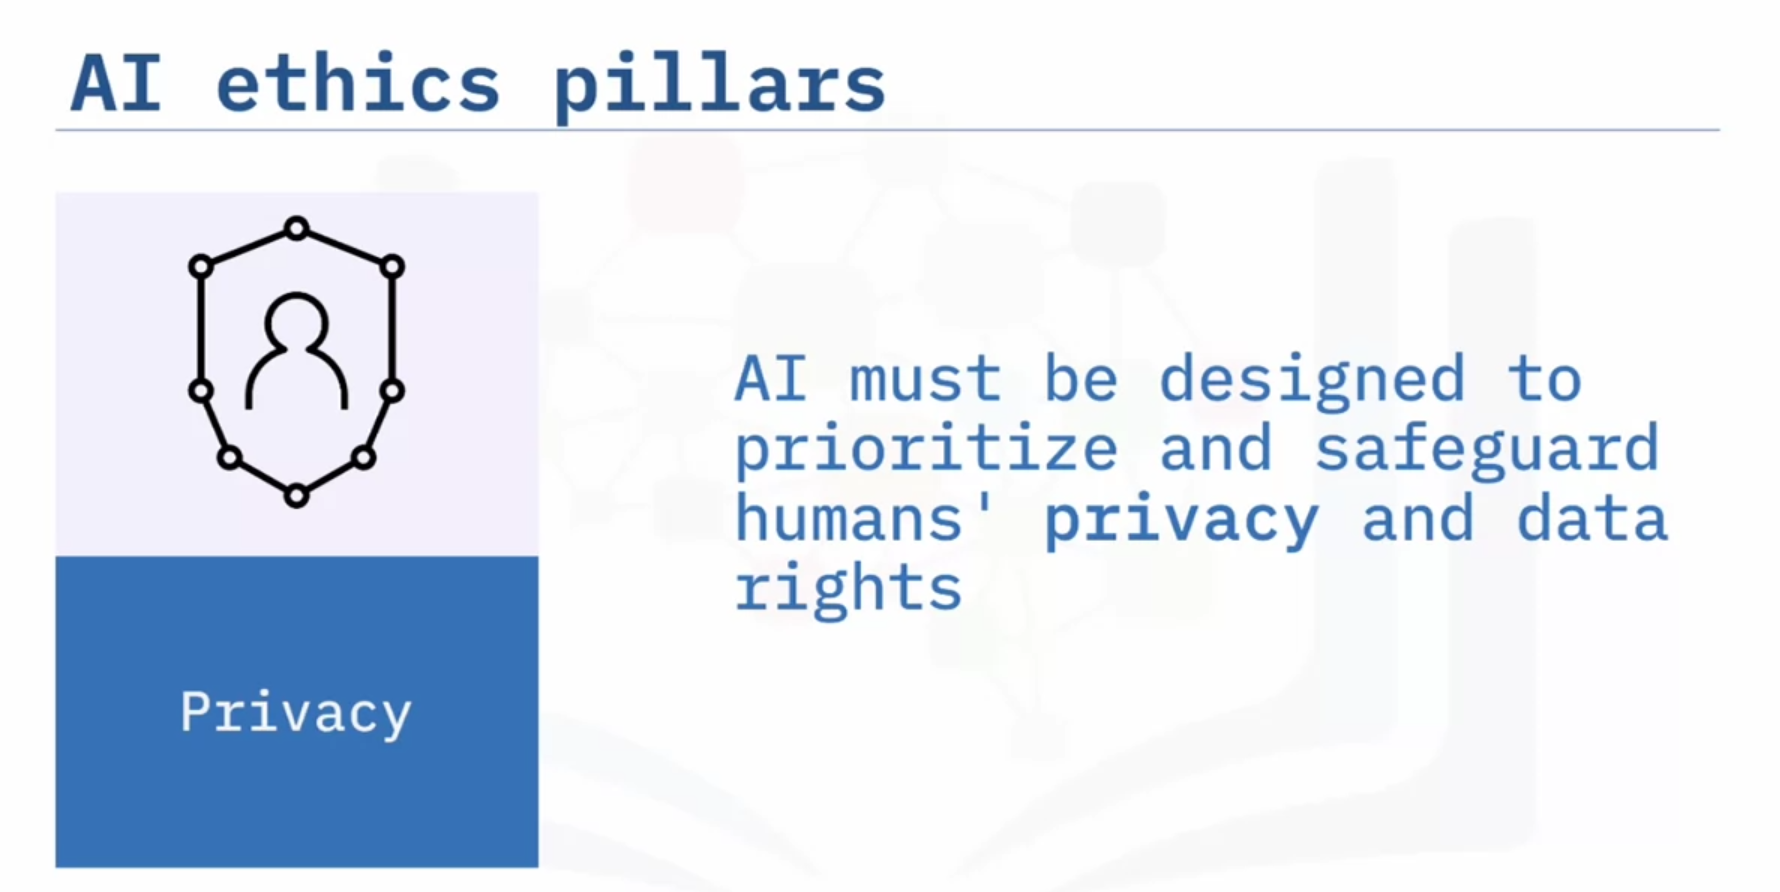 AI ethics pillars
AI must be designed to
prioritize and safeguard
humans' privacy and data
rights
Privacy